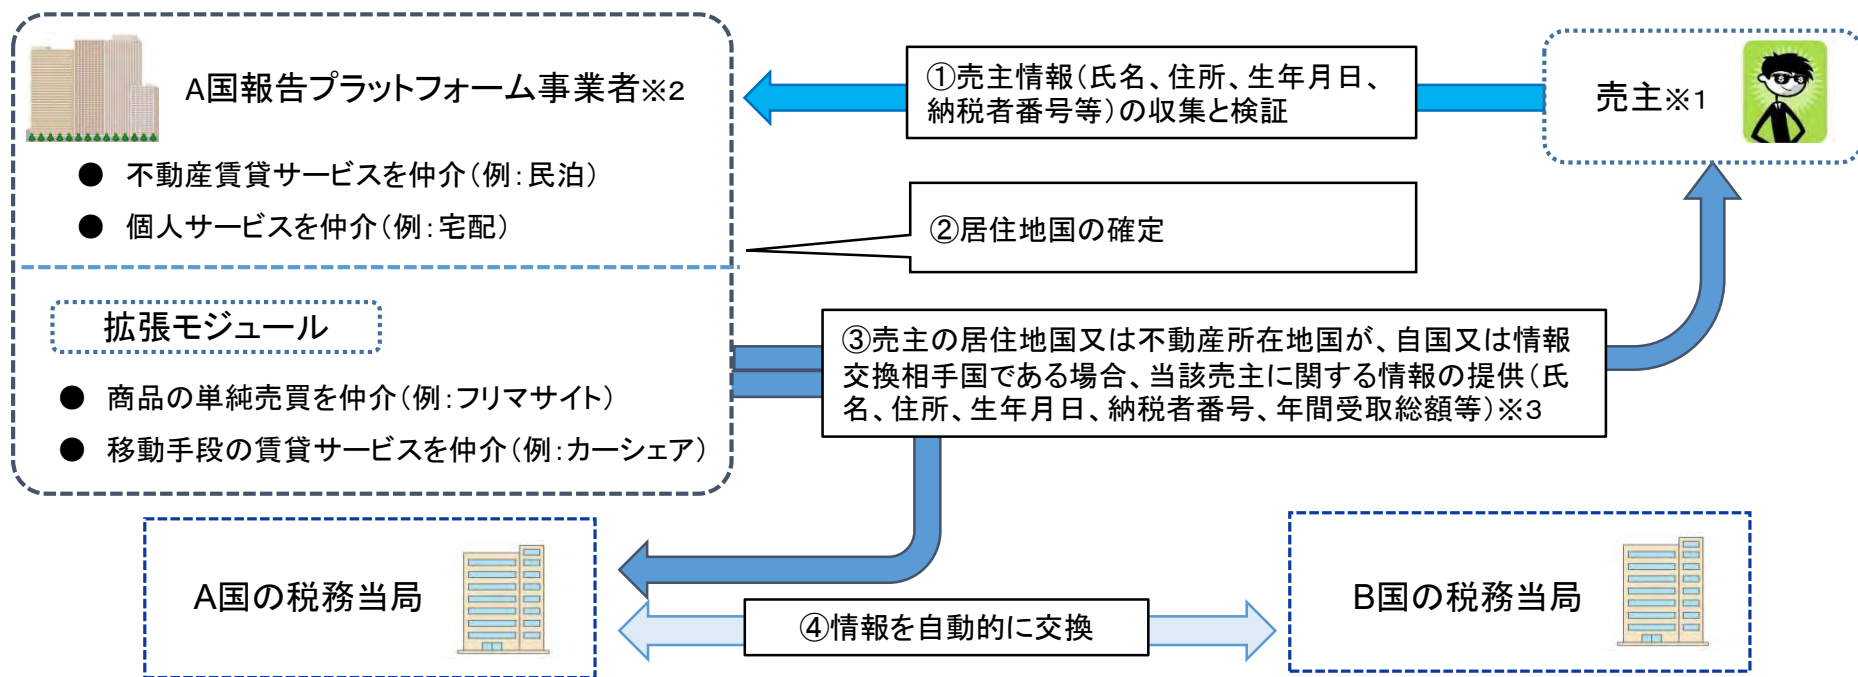 A国報告プラットフォーム事業者※2
● 不動産賃貸サービスを仲介(例:民泊)
● 個人サービスを仲介(例:宅配)
拡張モジュール
● 商品の単純売買を仲介(例:フリマサイト)
● 移動手段の賃貸サービスを仲介(例:カーシェア)
①売主情報(氏名、住所、生年月日、
納税者番号等)の収集と検証
売主※1
②居住地国の確定
③売主の居住地国又は不動産所在地国が、自国又は情報
交換相手国である場合、当該売主に関する情報の提供(氏
名、住所、生年月日、納税者番号、年間受取総額等)※3
A国の税務当局
④情報を自動的に交換
B国の税務当局